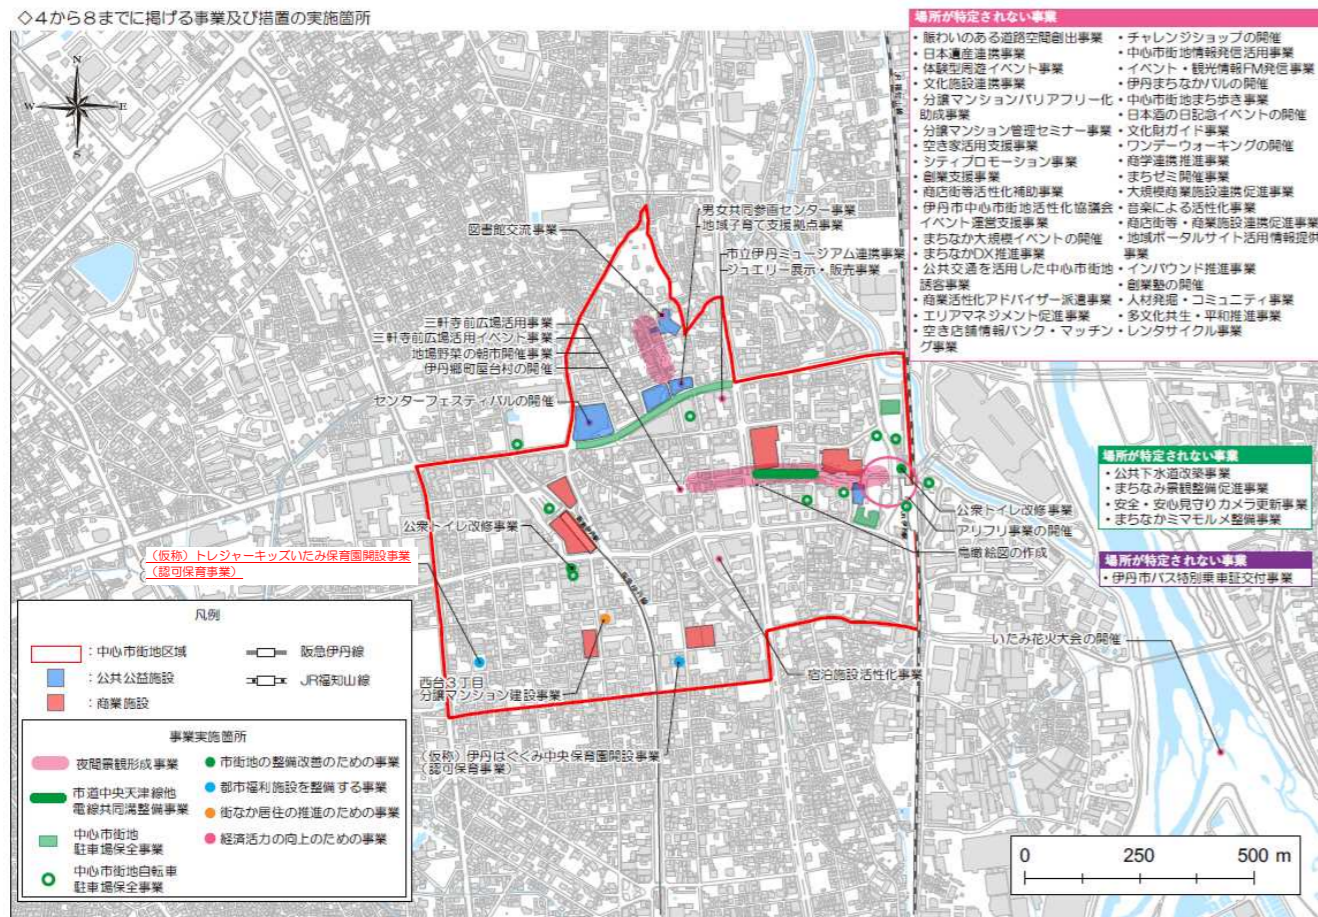 ◇４から８までに掲げる事業及び措置の実施箇所
N
W
E
S
場所が特定されない事業
・賑わいのある道路空間創出事業
・日本遺産連携事業
・体験型周遊イベント事業
・文化施設連携事業
・分譲マンションバリアフリー化
助成事業
・分譲マンション管理セミナー事業
・空き家活用支援事業
・シティプロモーション事業
・創業支援事業
・商店街等活性化補助事業
・伊丹市中心市街地活性化協議会
イベント運営支援事業
・まちなか大規模イベントの開催
・まちなかDX推進事業
・公共交通を活用した中心市街地
誘客事業
・商業活性化アドバイザー派遣事業
・エリアマネジメント促進事業
・空き店舗情報バンク・マッチン
グ事業
・チャレンジショップの開催
・中心市街地情報発信活用事業
・イベント・観光情報FM発信事業
・伊丹まちなかバルの開催
・中心市街地まち歩き事業
・日本酒の日記念イベントの開催
・文化財ガイド事業
・ワンデーウォーキングの開催
・商学連携推進事業
・まちゼミ開催事業
・大規模商業施設連携促進事業
・音楽による活性化事業
・商店街等・商業施設連携促進事業
・地域ポータルサイト活用情報提供
事業
・インバウンド推進事業
・創業塾の開催
・人材発掘・コミュニティ事業
・多文化共生・平和推進事業
・レンタサイクル事業
図書館交流事業
男女共同参画センター事業
地域子育て支援拠点事業
市立伊丹ミュージアム連携事業
ジュエリー展示・販売事業
三軒寺前広場活用事業
三軒寺前広場活用イベント事業
地場野菜の朝市開催事業
伊丹郷町屋台村の開催
センターフェスティバルの開催
場所が特定されない事業
・公共下水道改築事業
・まちなみ景観整備促進事業
・安全・安心見守りカメラ更新事業
・まちなかミマモルメ整備事業
公衆トイレ改修事業
アリフリ事業の開催
鳥瞰絵図の作成
公衆トイレ改修事業
（仮称）トレジャーキッズいたみ保育園開設事業
（認可保育事業）
場所が特定されない事業
・伊丹市バス特別乗車証交付事業
いたみ花火大会の開催
宿泊施設活性化事業
西台３丁目
分譲マンション建設事業
（仮称）伊丹はぐくみ中央保育園開設事業
（認可保育事業）
凡例
：中心市街地区域
阪急伊丹線
：公共公益施設
JR福知山線
：商業施設
事業実施箇所
夜間景観形成事業
市道中央天津線他
電線共同溝整備事業
中心市街地
駐車場保全事業
中心市街地自転車
駐車場保全事業
市街地の整備改善のための事業
都市福利施設を整備する事業
街なか居住の推進のための事業
経済活力の向上のための事業
0
250
500 m